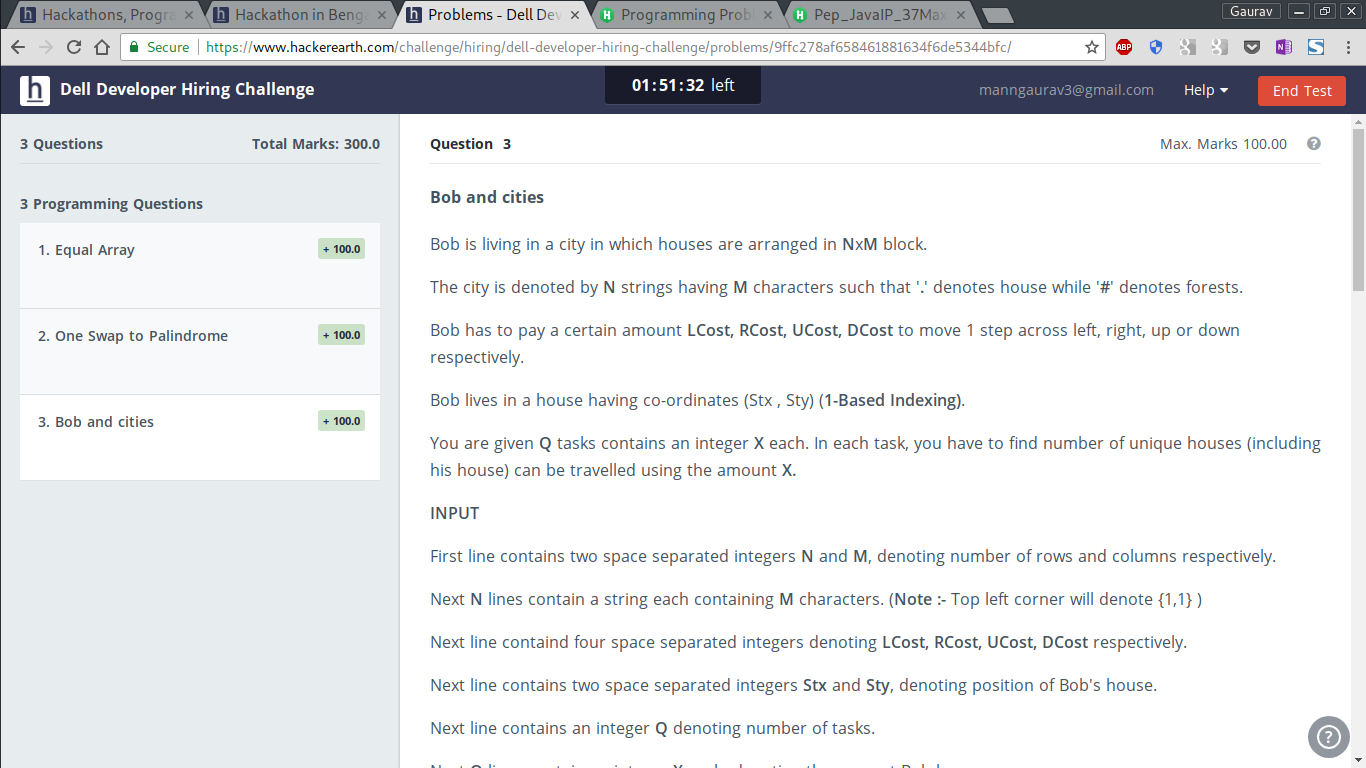 Hackathons, Progra
Hackathon in Benga
Problems - Dell Dev
Programming Prob
Pep_JavaIP_37Max
Gaurav
Secure
https://www.hackerearth.com/challenge/hiring/dell-developer-hiring-challenge/problems/9ffc278af658461881634f6de5344bfc/
ABP
h Dell Developer Hiring Challenge
01:51:32 left
manngaurav3@gmail.com
Help
End Test
3 Questions
Total Marks: 300.0
3 Programming Questions
1. Equal Array
+ 100.0
2. One Swap to Palindrome
+ 100.0
3. Bob and cities
+ 100.0
Question 3
Max. Marks 100.00
?
Bob and cities
Bob is living in a city in which houses are arranged in NxM block.
The city is denoted by N strings having M characters such that '.' denotes house while '#' denotes forests.
Bob has to pay a certain amount LCost, RCost, UCost, DCost to move 1 step across left, right, up or down
respectively.
Bob lives in a house having co-ordinates (Stx , Sty) (1-Based Indexing).
You are given Q tasks contains an integer X each. In each task, you have to find number of unique houses (including
his house) can be travelled using the amount X.
INPUT
First line contains two space separated integers N and M, denoting number of rows and columns respectively.
Next N lines contain a string each containing M characters. (Note :- Top left corner will denote {1,1} )
Next line containd four space separated integers denoting LCost, RCost, UCost, DCost respectively.
Next line contains two space separated integers Stx and Sty, denoting position of Bob's house.
Next line contains an integer Q denoting number of tasks.
?